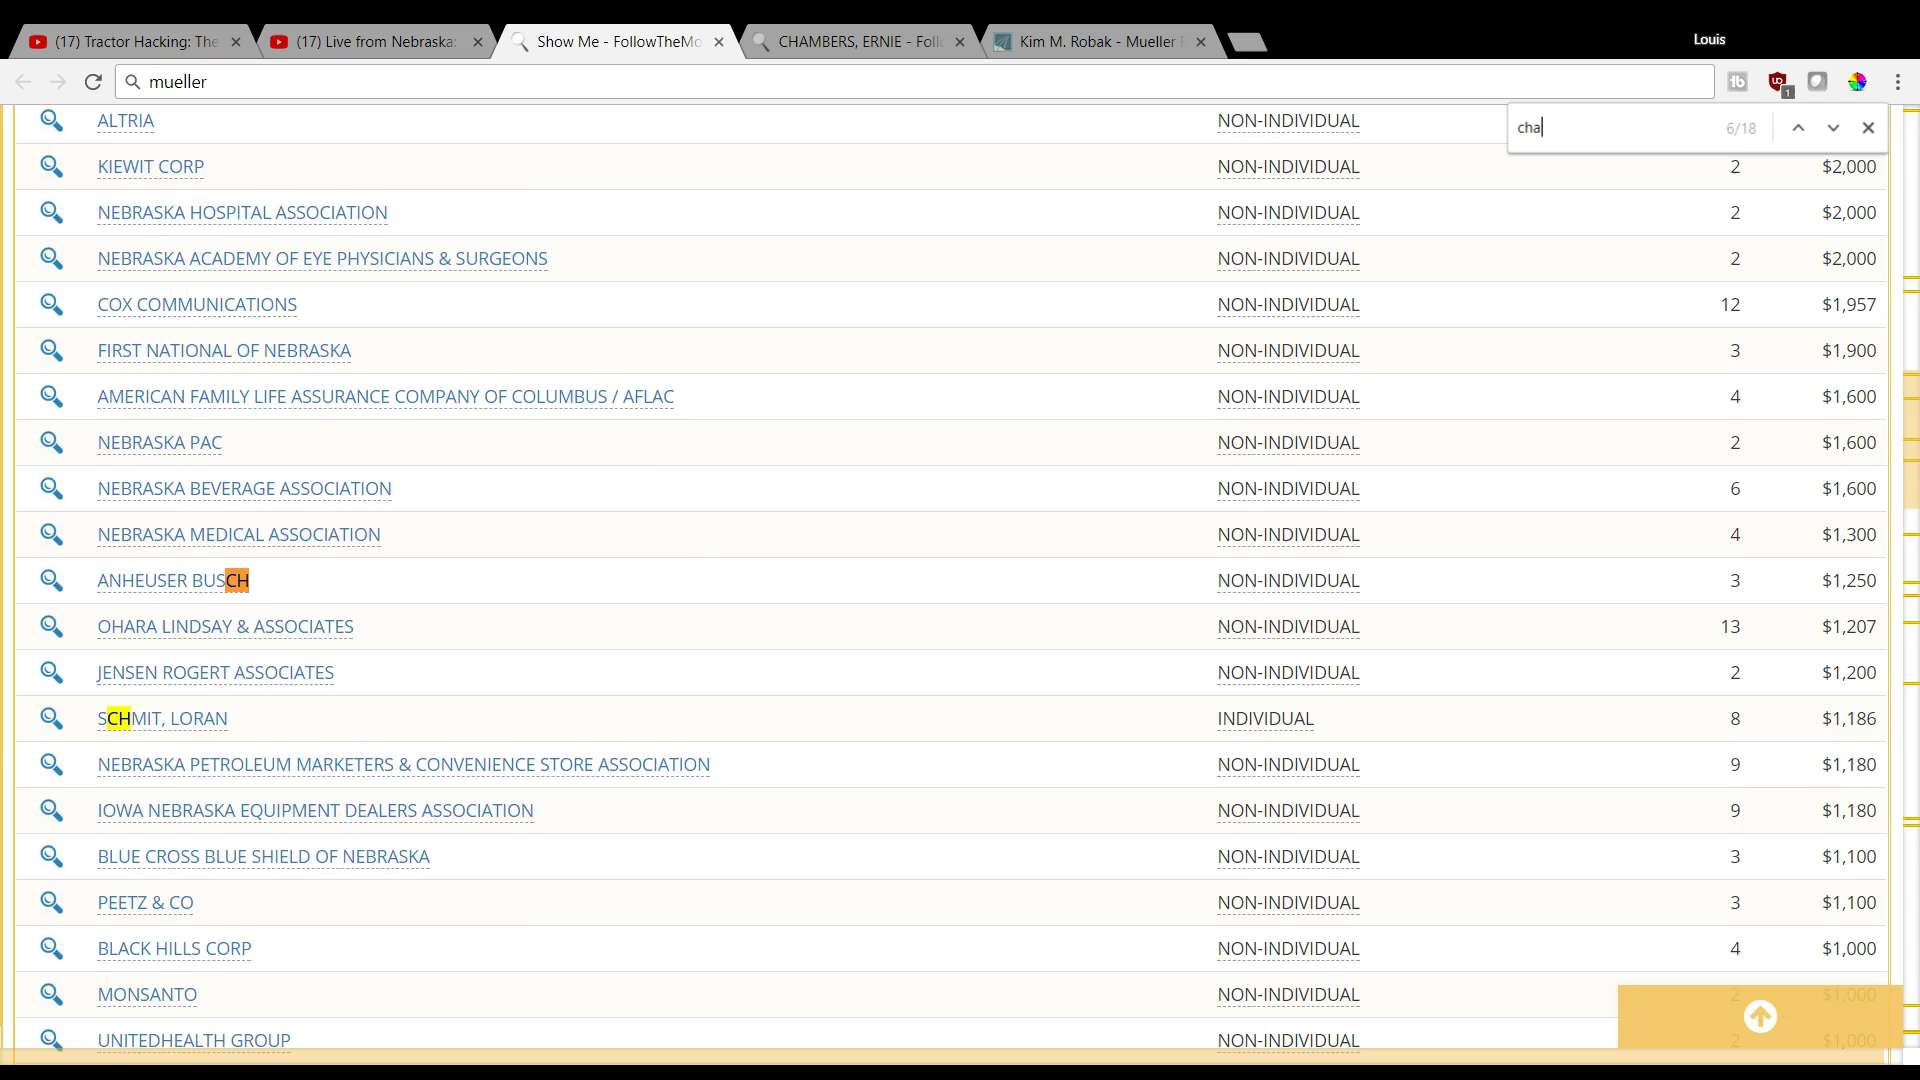 (17) Tractor Hacking: The
(17) Live from Nebraska:
Show Me - FollowTheMo
CHAMBERS, ERNIE - Foll
Kim M. Robak - Mueller R
Louis
mueller
1
cha 6/18
ALTRIA NON-INDIVIDUAL
KIEWIT CORP NON-INDIVIDUAL 2 $2,000
NEBRASKA HOSPITAL ASSOCIATION NON-INDIVIDUAL 2 $2,000
NEBRASKA ACADEMY OF EYE PHYSICIANS & SURGEONS NON-INDIVIDUAL 2 $2,000
COX COMMUNICATIONS NON-INDIVIDUAL 12 $1,957
FIRST NATIONAL OF NEBRASKA NON-INDIVIDUAL 3 $1,900
AMERICAN FAMILY LIFE ASSURANCE COMPANY OF COLUMBUS / AFLAC NON-INDIVIDUAL 4 $1,600
NEBRASKA PAC NON-INDIVIDUAL 2 $1,600
NEBRASKA BEVERAGE ASSOCIATION NON-INDIVIDUAL 6 $1,600
NEBRASKA MEDICAL ASSOCIATION NON-INDIVIDUAL 4 $1,300
ANHEUSER BUSCH NON-INDIVIDUAL 3 $1,250
OHARA LINDSAY & ASSOCIATES NON-INDIVIDUAL 13 $1,207
JENSEN ROGERT ASSOCIATES NON-INDIVIDUAL 2 $1,200
SCHMIT, LORAN INDIVIDUAL 8 $1,186
NEBRASKA PETROLEUM MARKETERS & CONVENIENCE STORE ASSOCIATION NON-INDIVIDUAL 9 $1,180
IOWA NEBRASKA EQUIPMENT DEALERS ASSOCIATION NON-INDIVIDUAL 9 $1,180
BLUE CROSS BLUE SHIELD OF NEBRASKA NON-INDIVIDUAL 3 $1,100
PEETZ & CO NON-INDIVIDUAL 3 $1,100
BLACK HILLS CORP NON-INDIVIDUAL 4 $1,000
MONSANTO NON-INDIVIDUAL 2 $1,000
UNITEDHEALTH GROUP NON-INDIVIDUAL 2 $1,000